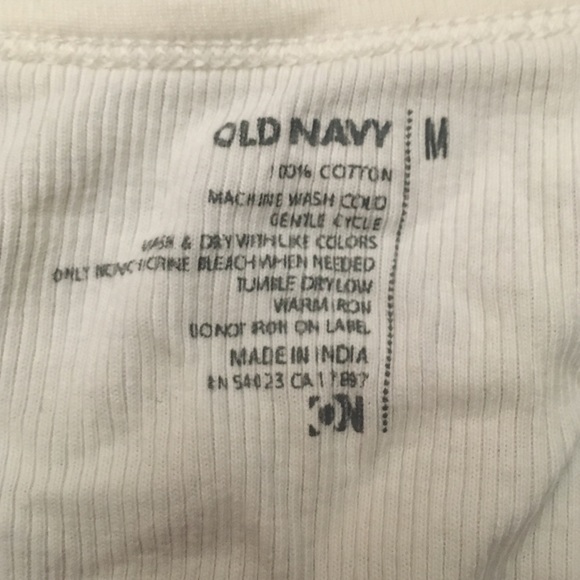 OLD NAVY M
100% COTTON
MACHINE WASH COLD
GENTLE CYCLE
WASH & DRY WITH LIKE COLORS
ONLY NONCHLORINE BLEACH WHEN NEEDED
TUMBLE DRY LOW
WARM IRON
DO NOT IRON ON LABEL
MADE IN INDIA
RN 54023 CA 17897